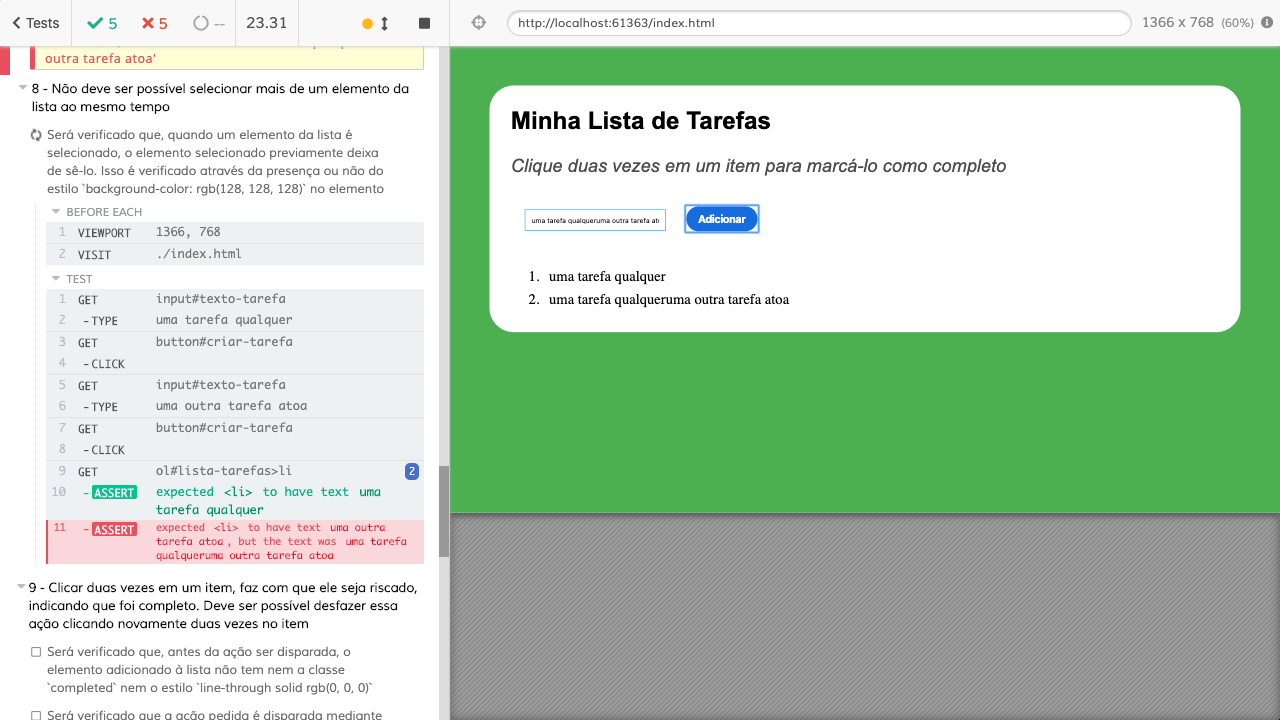 Tests
5
5
--
23.31
http://localhost:61363/index.html
1366 x 768 (60%)
outra tarefa atoa'
8 - Não deve ser possível selecionar mais de um elemento da
lista ao mesmo tempo
Será verificado que, quando um elemento da lista é
selecionado, o elemento selecionado previamente deixa
de sê-lo. Isso é verificado através da presença ou não do
estilo `background-color: rgb(128, 128, 128)` no elemento
BEFORE EACH
1 VIEWPORT 1366, 768
2 VISIT ./index.html
TEST
1 GET input#texto-tarefa
2 -TYPE uma tarefa qualquer
3 GET button#criar-tarefa
4 -CLICK
5 GET input#texto-tarefa
6 -TYPE uma outra tarefa atoa
7 GET button#criar-tarefa
8 -CLICK
9 GET ol#lista-tarefas>li 2
10 -ASSERT expected <li> to have text uma
tarefa qualquer
11 -ASSERT expected <li> to have text uma outra
tarefa atoa, but the text was uma tarefa
qualqueruma outra tarefa atoa
9 - Clicar duas vezes em um item, faz com que ele seja riscado,
indicando que foi completo. Deve ser possível desfazer essa
ação clicando novamente duas vezes no item
Será verificado que, antes da ação ser disparada, o
elemento adicionado à lista não tem nem a classe
`completed` nem o estilo `line-through solid rgb(0, 0, 0)`
Será verificado que a ação pedida é disparada mediante
Minha Lista de Tarefas
Clique duas vezes em um item para marcá-lo como completo
uma tarefa qualqueruma outra tarefa ato
Adicionar
1. uma tarefa qualquer
2. uma tarefa qualqueruma outra tarefa atoa